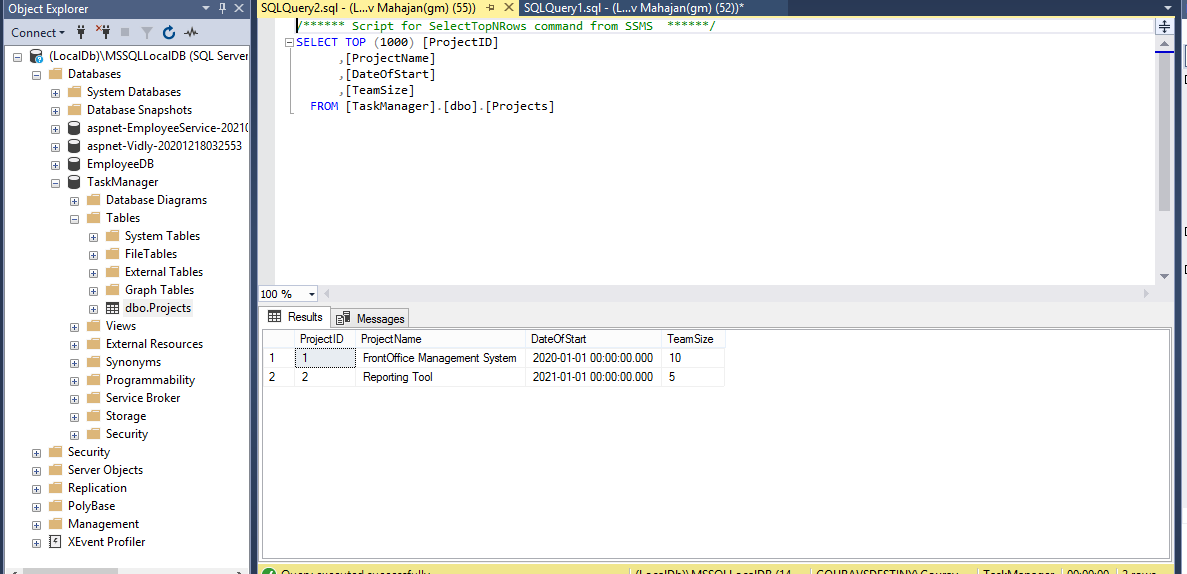 Object Explorer
Connect
(LocalDb)\MSSQLLocalDB (SQL Server
Databases
System Databases
Database Snapshots
aspnet-EmployeeService-2021
aspnet-Vidly-20201218032553
EmployeeDB
TaskManager
Database Diagrams
Tables
System Tables
FileTables
External Tables
Graph Tables
dbo.Projects
Views
External Resources
Synonyms
Programmability
Service Broker
Storage
Security
Security
Server Objects
Replication
PolyBase
Management
XEvent Profiler
SQLQuery2.sql - (L...v Mahajan(gm) (55)) SQLQuery1.sql - (L...v Mahajan(gm) (52))*
/****** Script for SelectTopNRows command from SSMS  ******/
SELECT TOP (1000) [ProjectID]
,[ProjectName]
,[DateOfStart]
,[TeamSize]
FROM [TaskManager].[dbo].[Projects]
100 %
Results Messages
ProjectID ProjectName DateOfStart TeamSize
1 1 FrontOffice Management System 2020-01-01 00:00:00.000 10
2 2 Reporting Tool 2021-01-01 00:00:00.000 5
Query executed successfully (LocalDb)\MSSQLLocalDB (14 TaskManager 00:00:00 2 rows